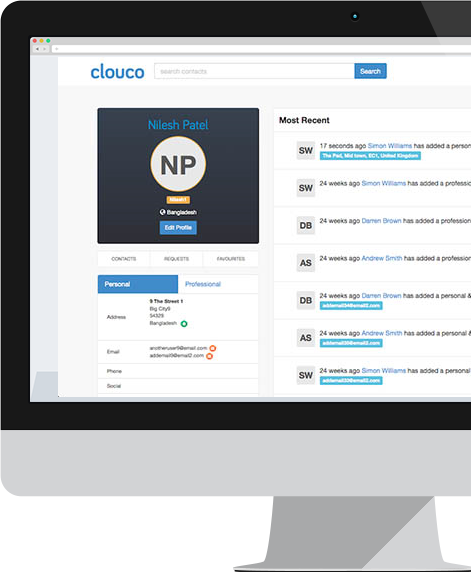 clouco
search contacts
Search
Nilesh Patel
NP
Nilesh1
Bangladesh
Edit Profile
CONTACTS
REQUESTS
FAVOURITES
Personal
Professional
Address
9 The Street 1
Big City9
54329
Bangladesh
Email
anotheruser9@email.com
addemail9@email2.com
Phone
Social
Most Recent
SW
17 seconds ago Simon Williams has added a person
The Pad, Mid town, EC1, United Kingdom
SW
24 weeks ago Simon Williams has added a professio
DB
24 weeks ago Darren Brown has added a profession
AS
24 weeks ago Andrew Smith has added a profession
DB
24 weeks ago Darren Brown has added a personal &
addemail30@email2.com
AS
24 weeks ago Andrew Smith has added a personal &
addemail30@email2.com
SW
24 weeks ago Simon Williams has added a personal
addemail30@email2.com